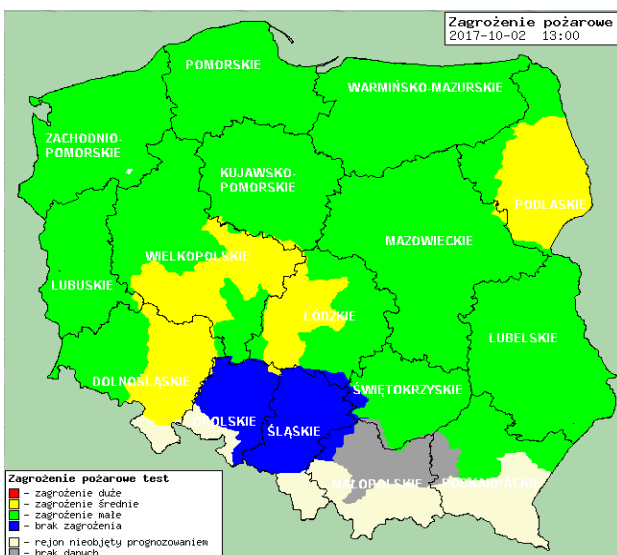 Zagrożenie pożarowe
2017-10-02 13:00
POMORSKIE
WARMIŃSKO-MAZURSKIE
ZACHODNIO-
POMORSKIE
KUJAWSKO-
POMORSKIE
PODLASKIE
MAZOWIECKIE
WIELKOPOLSKIE
LUBUSKIE
ŁÓDZKIE
LUBELSKIE
DOLNOŚLĄSKIE
ŚWIĘTOKRZYSKIE
OPOLSKIE
ŚLĄSKIE
MAŁOPOLSKIE
PODKARPACKIE
Zagrożenie pożarowe test
- zagrożenie duże
- zagrożenie średnie
- zagrożenie małe
- brak zagrożenia
- rejon nieobjęty prognozowaniem
- brak danych